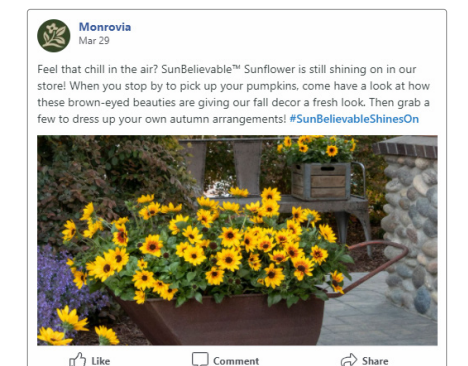 Monrovia
Mar 29
Feel that chill in the air? SunBelievable™ Sunflower is still shining on in our
store! When you stop by to pick up your pumpkins, come have a look at how
these brown-eyed beauties are giving our fall decor a fresh look. Then grab a
few to dress up your own autumn arrangements! #SunBelievableShinesOn
Like Comment Share